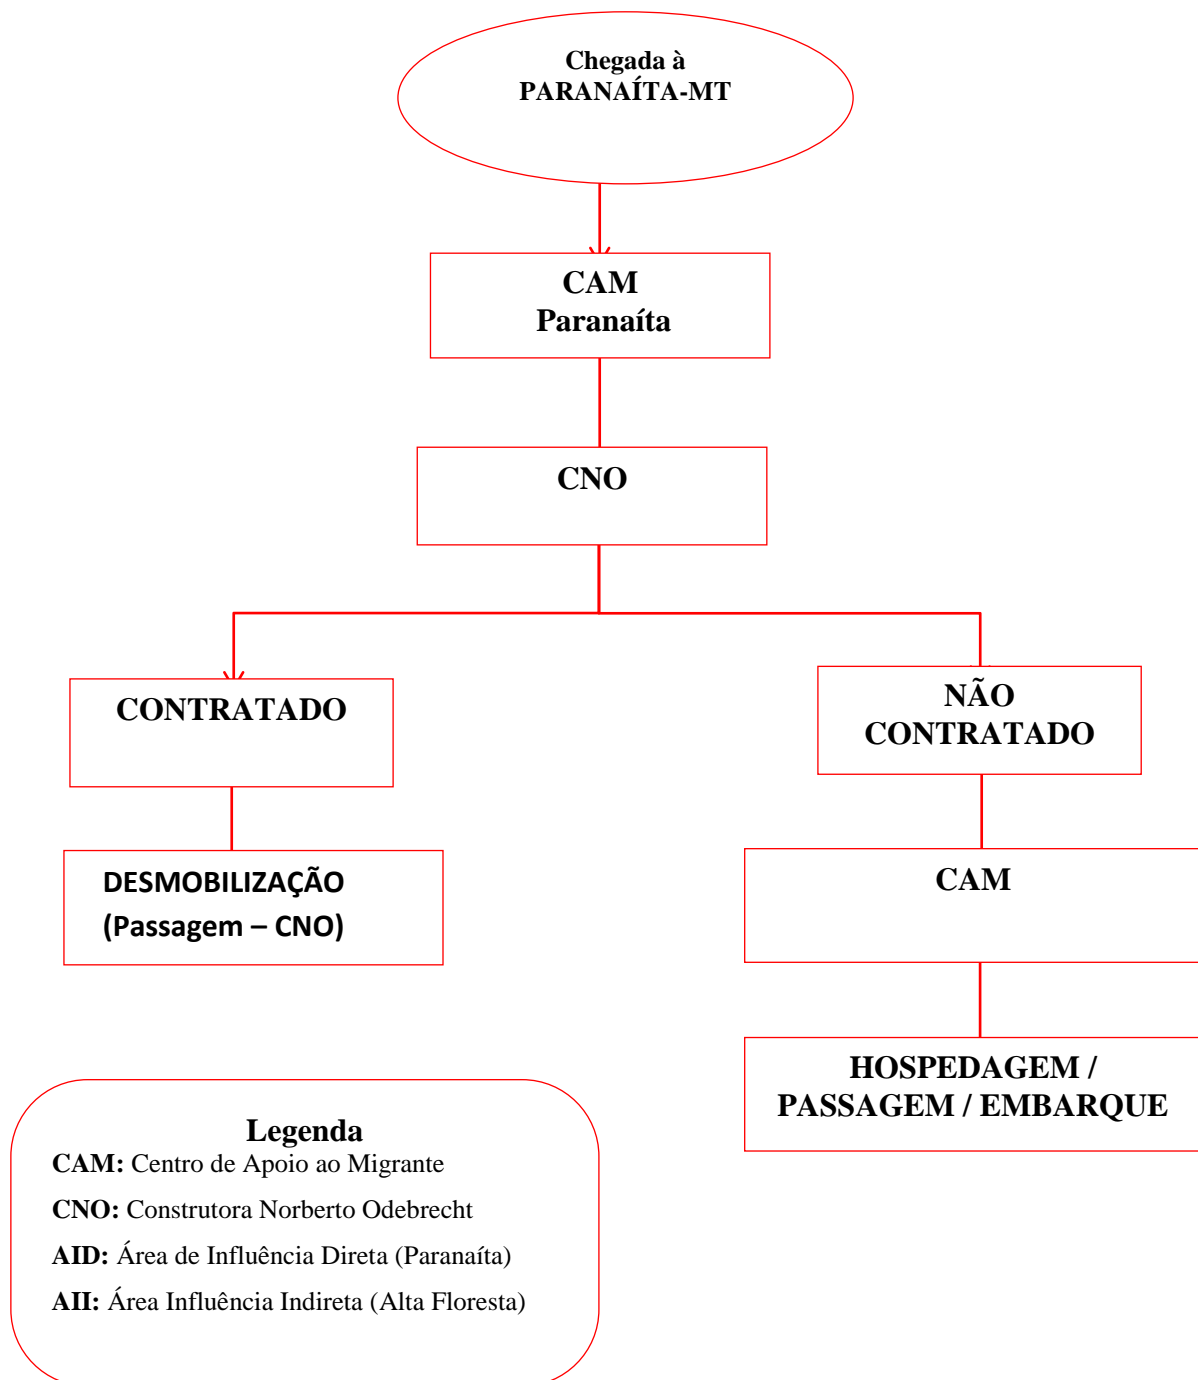 Chegada à
PARANAÍTA-MT
CAM
Paranaíta
CNO
CONTRATADO
NÃO
CONTRATADO
DESMOBILIZAÇÃO
(Passagem – CNO)
CAM
HOSPEDAGEM /
PASSAGEM / EMBARQUE
Legenda
CAM: Centro de Apoio ao Migrante
CNO: Construtora Norberto Odebrecht
AID: Área de Influência Direta (Paranaíta)
AII: Área Influência Indireta (Alta Floresta)